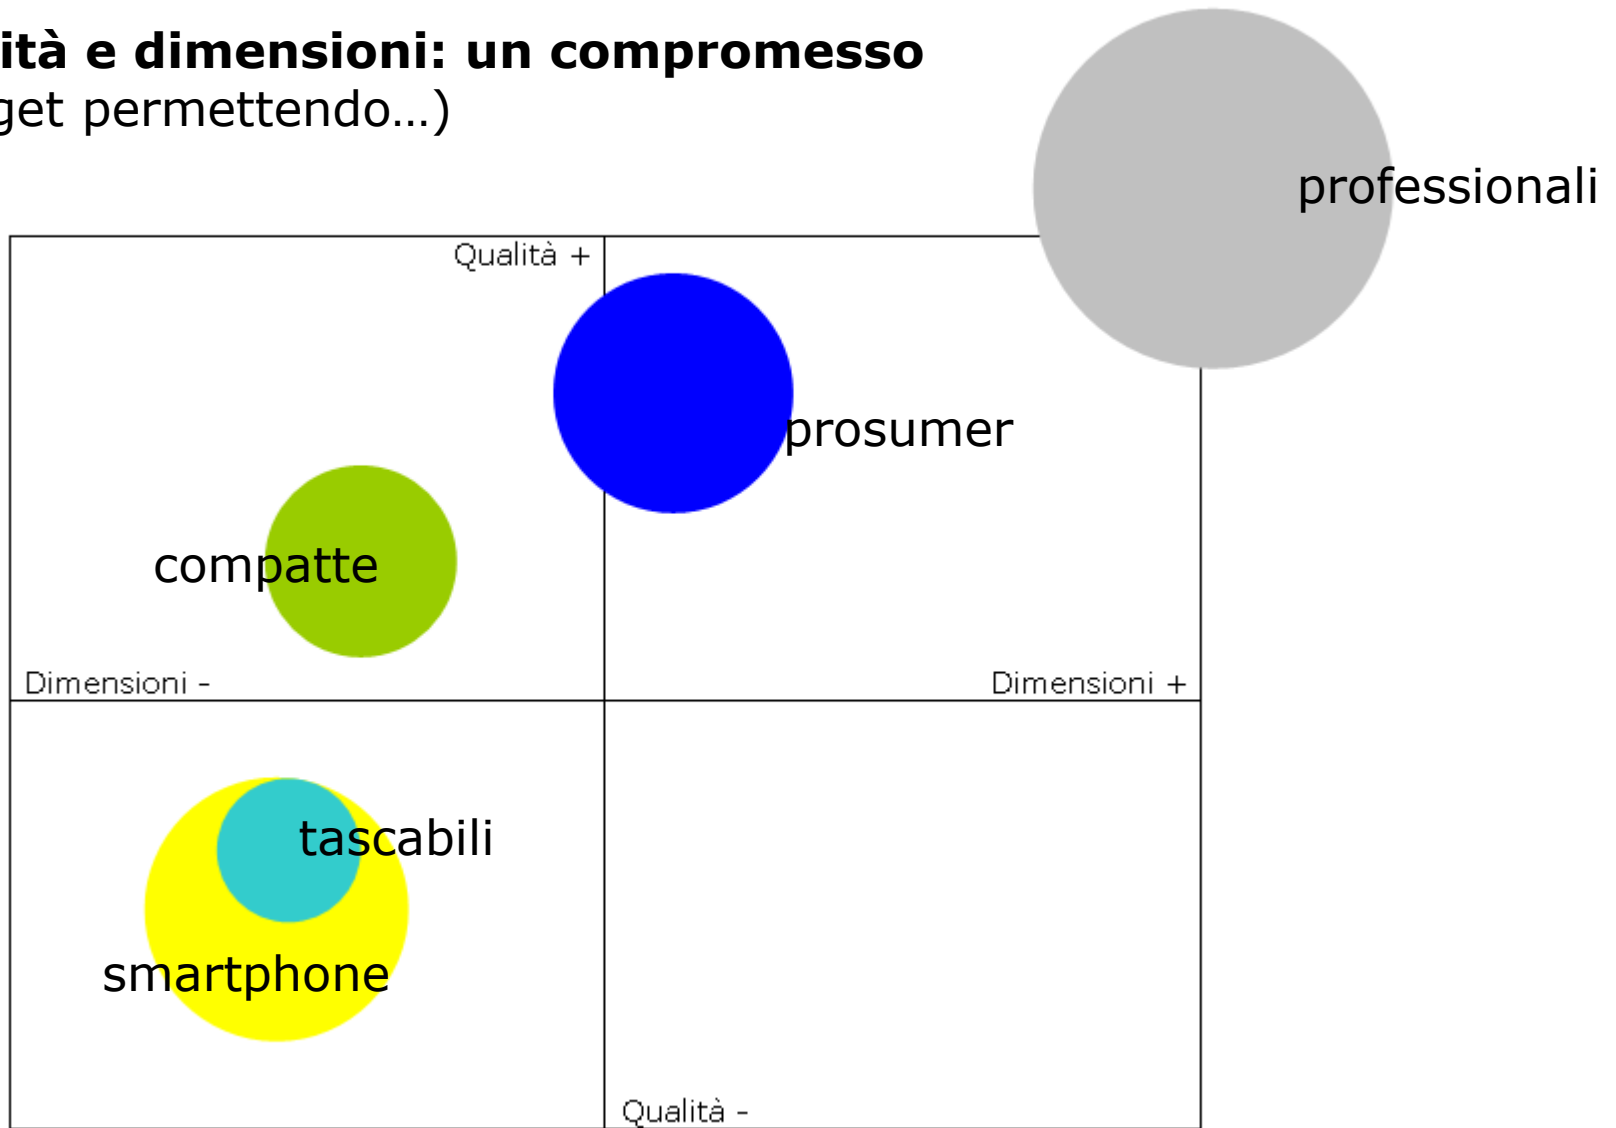 ità e dimensioni: un compromesso
get permettendo…)
professionali
Qualità +
prosumer
compatte
Dimensioni -
Dimensioni +
tascabili
smartphone
Qualità -